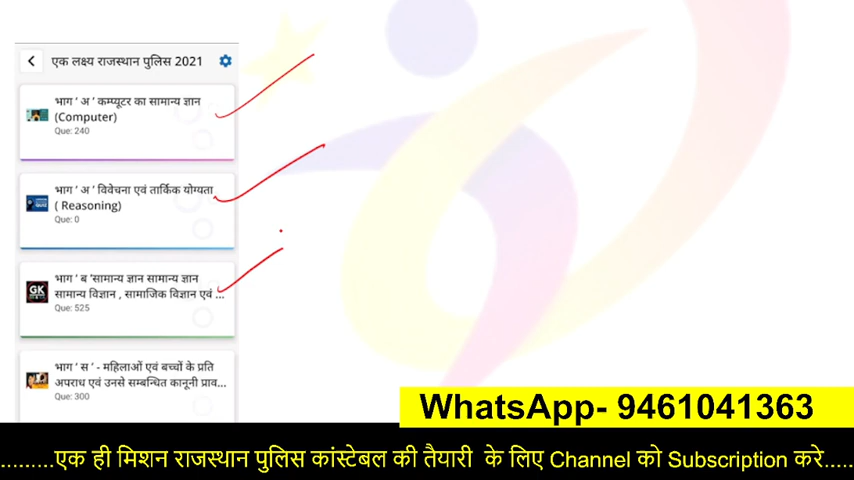 एक लक्ष्य राजस्थान पुलिस 2021
भाग ' अ ' कम्प्यूटर का सामान्य ज्ञान
(Computer)
Que: 240
भाग ' अ ' विवेचना एवं तार्किक योग्यता
( Reasoning)
Que: 0
भाग ' ब 'सामान्य ज्ञान सामान्य ज्ञान
सामान्य विज्ञान , सामाजिक विज्ञान एवं ...
Que: 525
GK
भाग ' स ' - महिलाओं एवं बच्चों के प्रति
अपराध एवं उनसे सम्बन्धित कानूनी प्राव...
Que: 300
WhatsApp- 9461041363
.........एक ही मिशन राजस्थान पुलिस कांस्टेबल की तैयारी के लिए Channel को Subscription करे.....